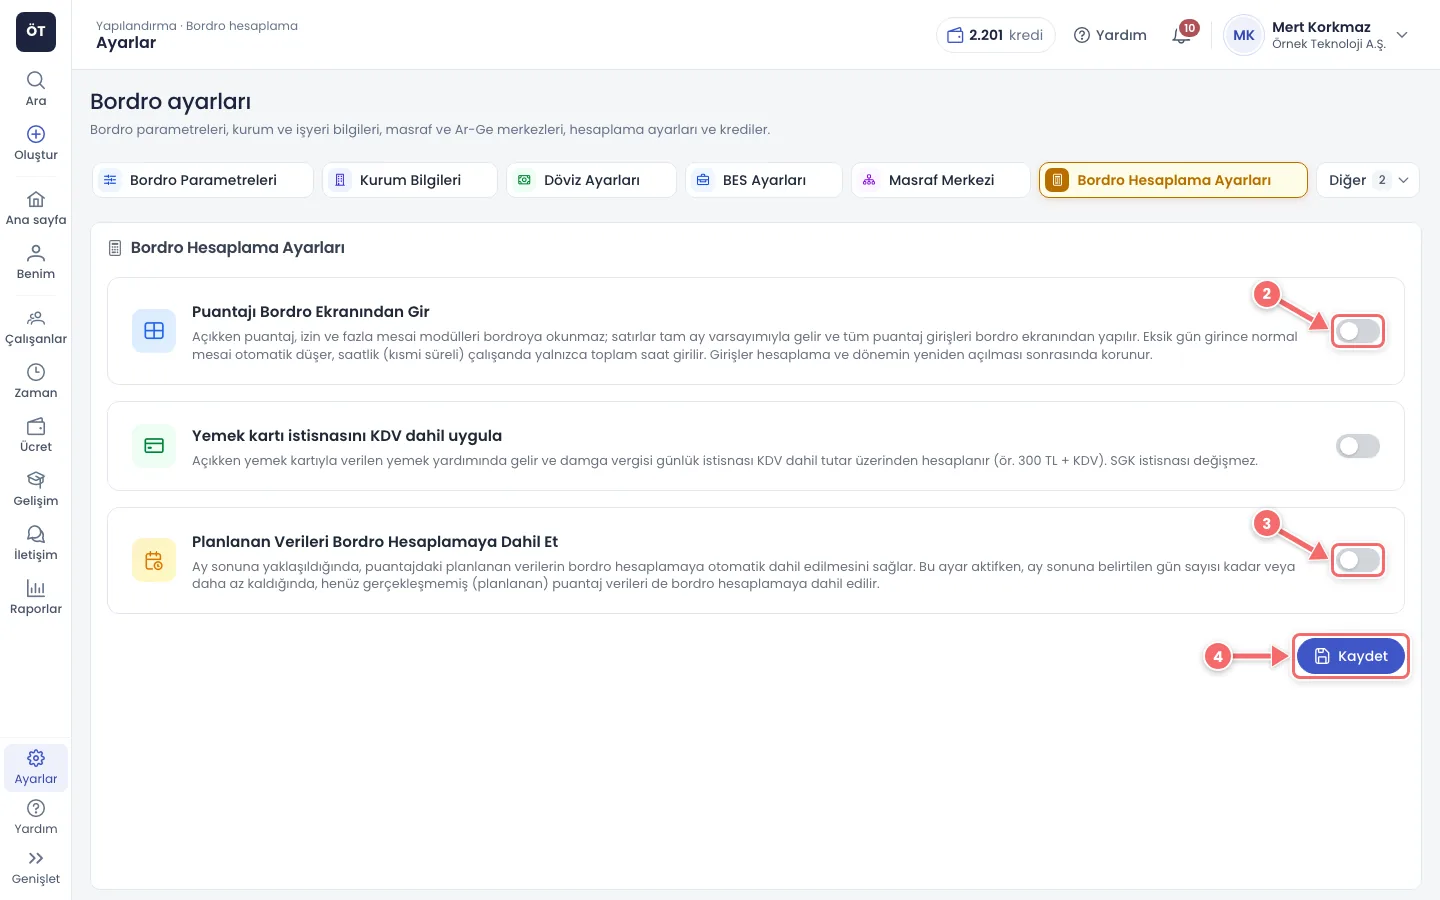 ÖT
Ara
Oluştur
Ana sayfa
Benim
Çalışanlar
Zaman
Ücret
Gelişim
İletişim
Raporlar
Ayarlar
Yardım
Genişlet
Yapılandırma · Bordro hesaplama
Ayarlar
2.201 kredi
Yardım
10
MK
Mert Korkmaz
Örnek Teknoloji A.Ş.
Bordro ayarları
Bordro parametreleri, kurum ve işyeri bilgileri, masraf ve Ar-Ge merkezleri, hesaplama ayarları ve krediler.
Bordro Parametreleri
Kurum Bilgileri
Döviz Ayarları
BES Ayarları
Masraf Merkezi
Bordro Hesaplama Ayarları
Diğer 2
Bordro Hesaplama Ayarları
Puantajı Bordro Ekranından Gir
Açıkken puantaj, izin ve fazla mesai modülleri bordroya okunmaz; satırlar tam ay varsayımıyla gelir ve tüm puantaj girişleri bordro ekranından yapılır. Eksik gün girince normal
mesai otomatik düşer, saatlik (kısmi süreli) çalışanda yalnızca toplam saat girilir. Girişler hesaplama ve dönemin yeniden açılması sonrasında korunur.
2
Yemek kartı istisnasını KDV dahil uygula
Açıkken yemek kartıyla verilen yemek yardımında gelir ve damga vergisi günlük istisnası KDV dahil tutar üzerinden hesaplanır (ör. 300 TL + KDV). SGK istisnası değişmez.
Planlanan Verileri Bordro Hesaplamaya Dahil Et
Ay sonuna yaklaşıldığında, puantajdaki planlanan verilerin bordro hesaplamaya otomatik dahil edilmesini sağlar. Bu ayar aktifken, ay sonuna belirtilen gün sayısı kadar veya
daha az kaldığında, henüz gerçekleşmemiş (planlanan) puantaj verileri de bordro hesaplamaya dahil edilir.
3
4
Kaydet